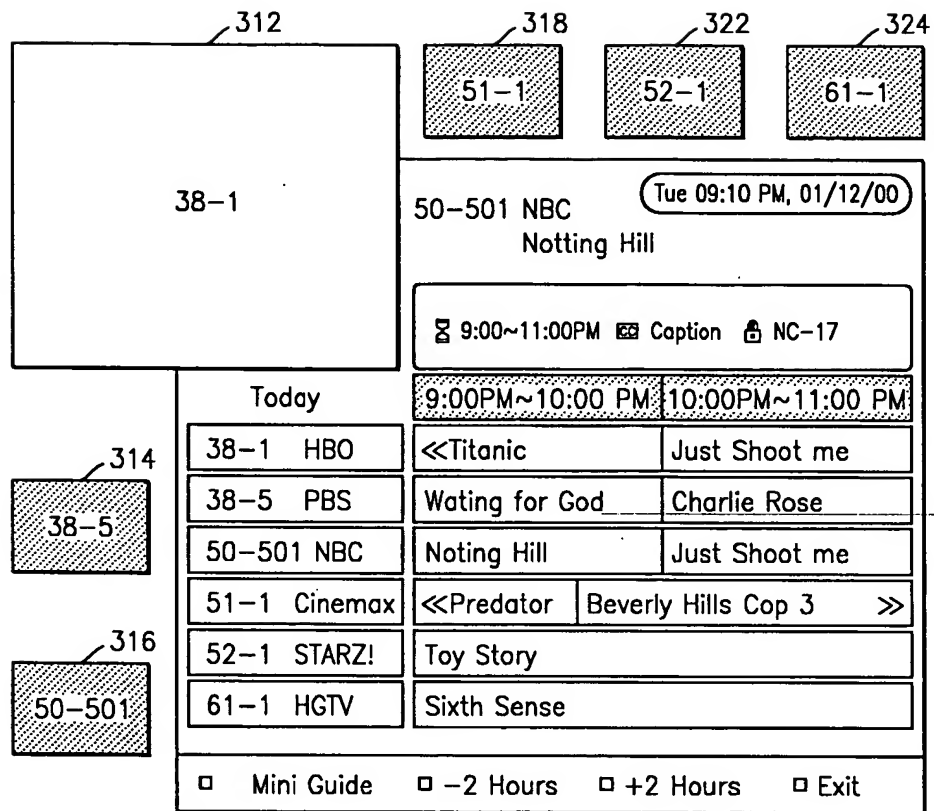 312
318
322
324
38-1
51-1
52-1
61-1
Tue 09:10 PM, 01/12/00
50-501 NBC
Notting Hill
9:00~11:00PM CC Caption NC-17
Today
9:00PM~10:00 PM
10:00PM~11:00 PM
38-1 HBO
≪Titanic
Just Shoot me
314
38-5
38-5 PBS
Wating for God
Charlie Rose
50-501 NBC
Noting Hill
Just Shoot me
51-1 Cinemax
≪Predator
Beverly Hills Cop 3 ≫
316
50-501
52-1 STARZ!
Toy Story
61-1 HGTV
Sixth Sense
Mini Guide
-2 Hours
+2 Hours
Exit